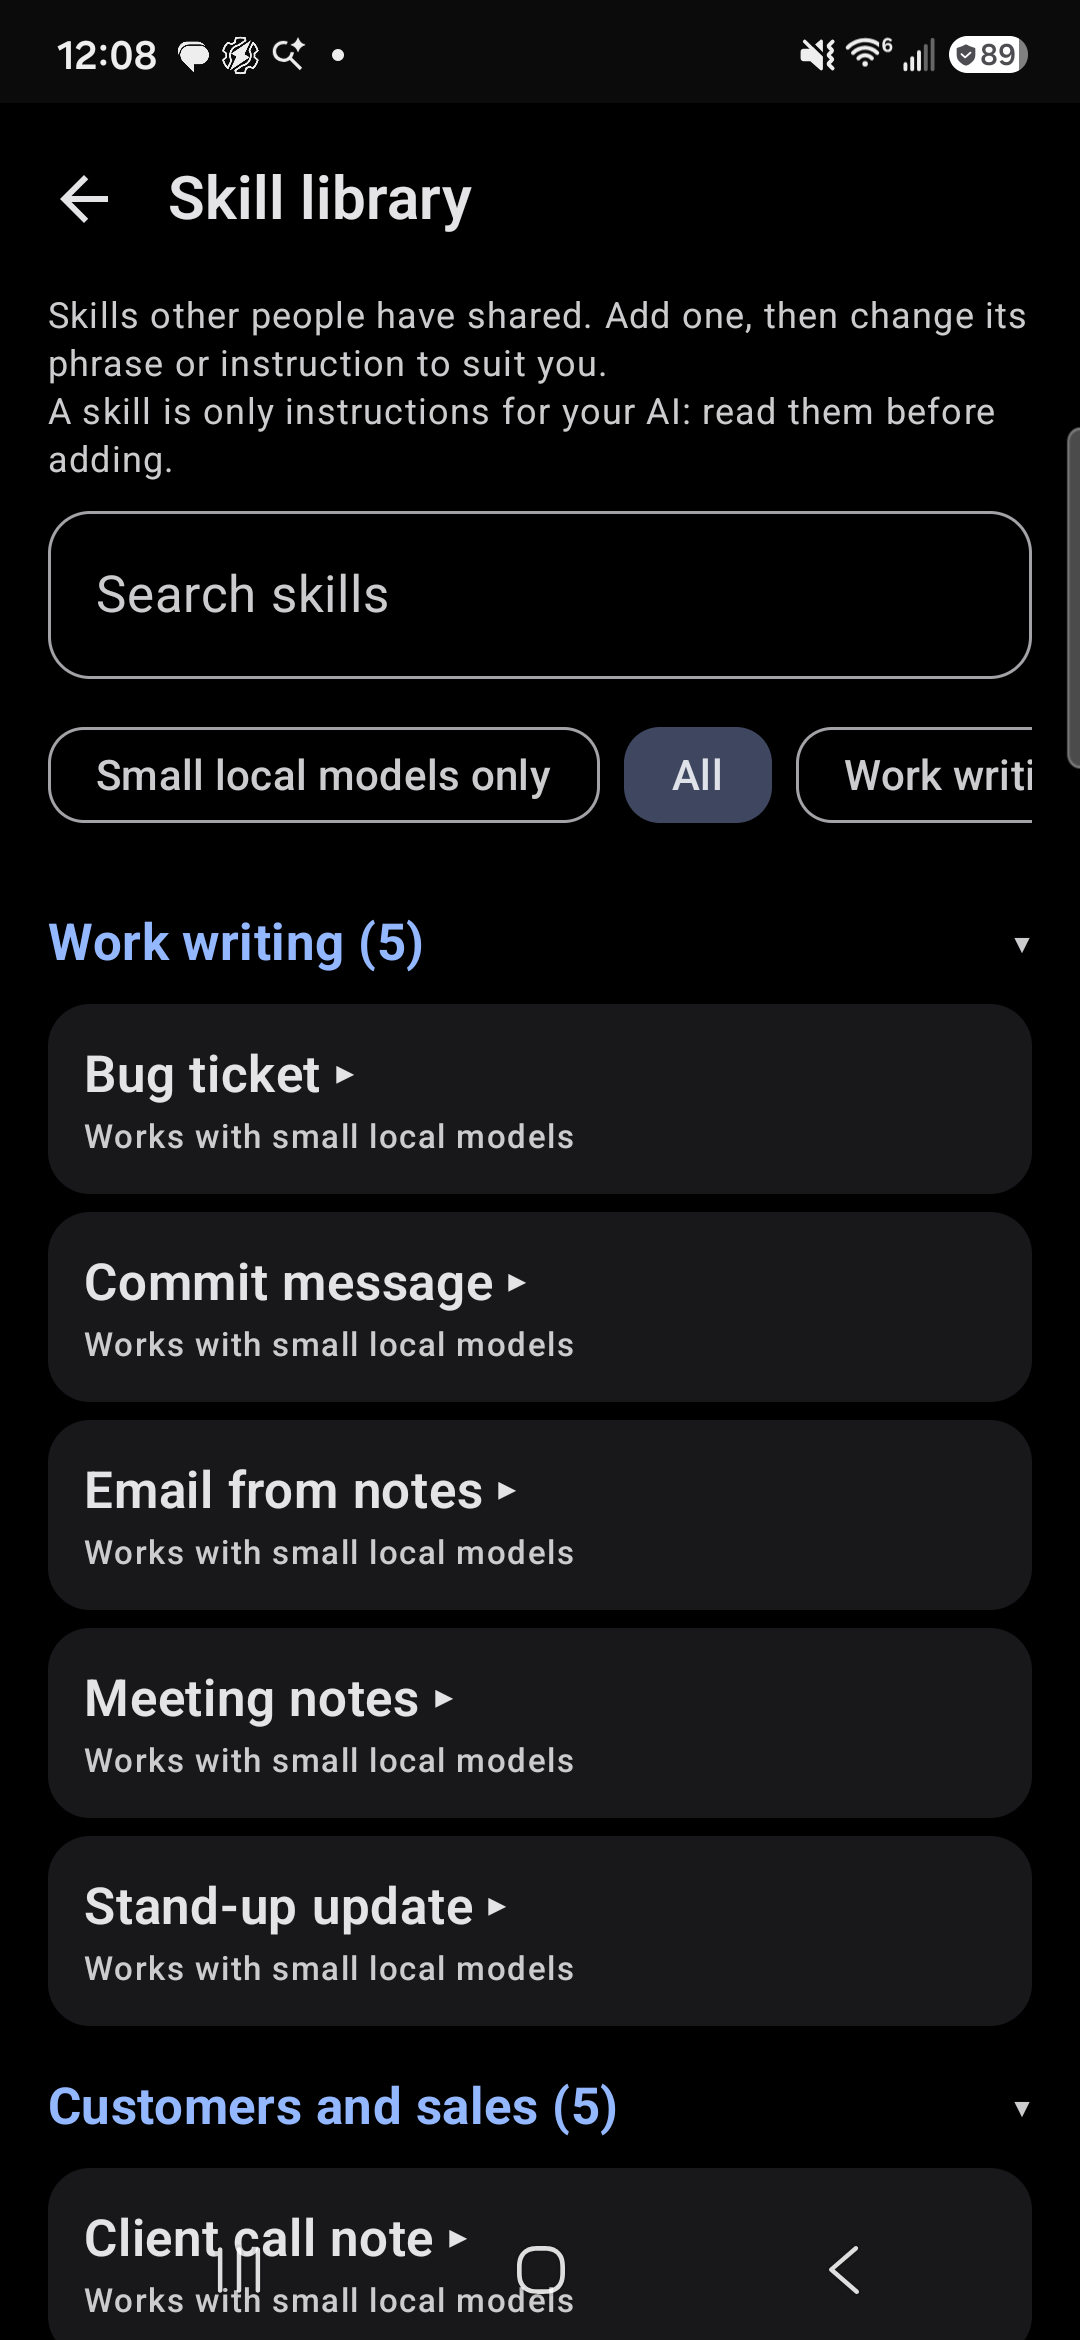 12:08
6
89
Skill library
Skills other people have shared. Add one, then change its
phrase or instruction to suit you.
A skill is only instructions for your AI: read them before
adding.
Search skills
Small local models only
All
Work writi
Work writing (5)
Bug ticket
Works with small local models
Commit message
Works with small local models
Email from notes
Works with small local models
Meeting notes
Works with small local models
Stand-up update
Works with small local models
Customers and sales (5)
Client call note
Works with small local models